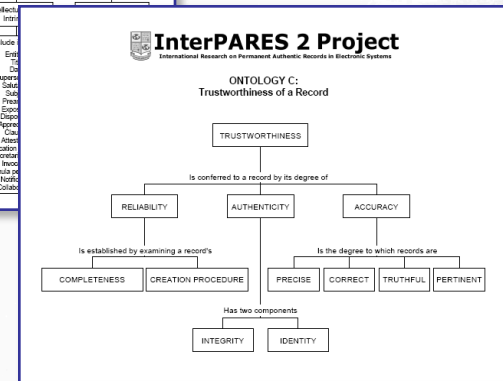 InterPARES 2 Project
International Research on Permanent Authentic Records in Electronic Systems
ONTOLOGY C:
Trustworthiness of a Record
TRUSTWORTHINESS
Is conferred to a record by its degree of
RELIABILITY AUTHENTICITY ACCURACY
Is established by examining a record's Is the degree to which records are
COMPLETENESS CREATION PROCEDURE PRECISE CORRECT TRUTHFUL PERTINENT
Has two components
INTEGRITY IDENTITY